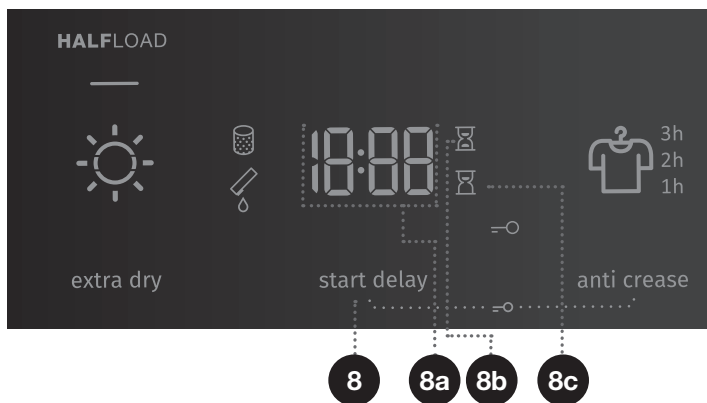 HALFLOAD
18:88
3h
2h
1h
extra dry
start delay
anti crease
8
8a
8b
8c